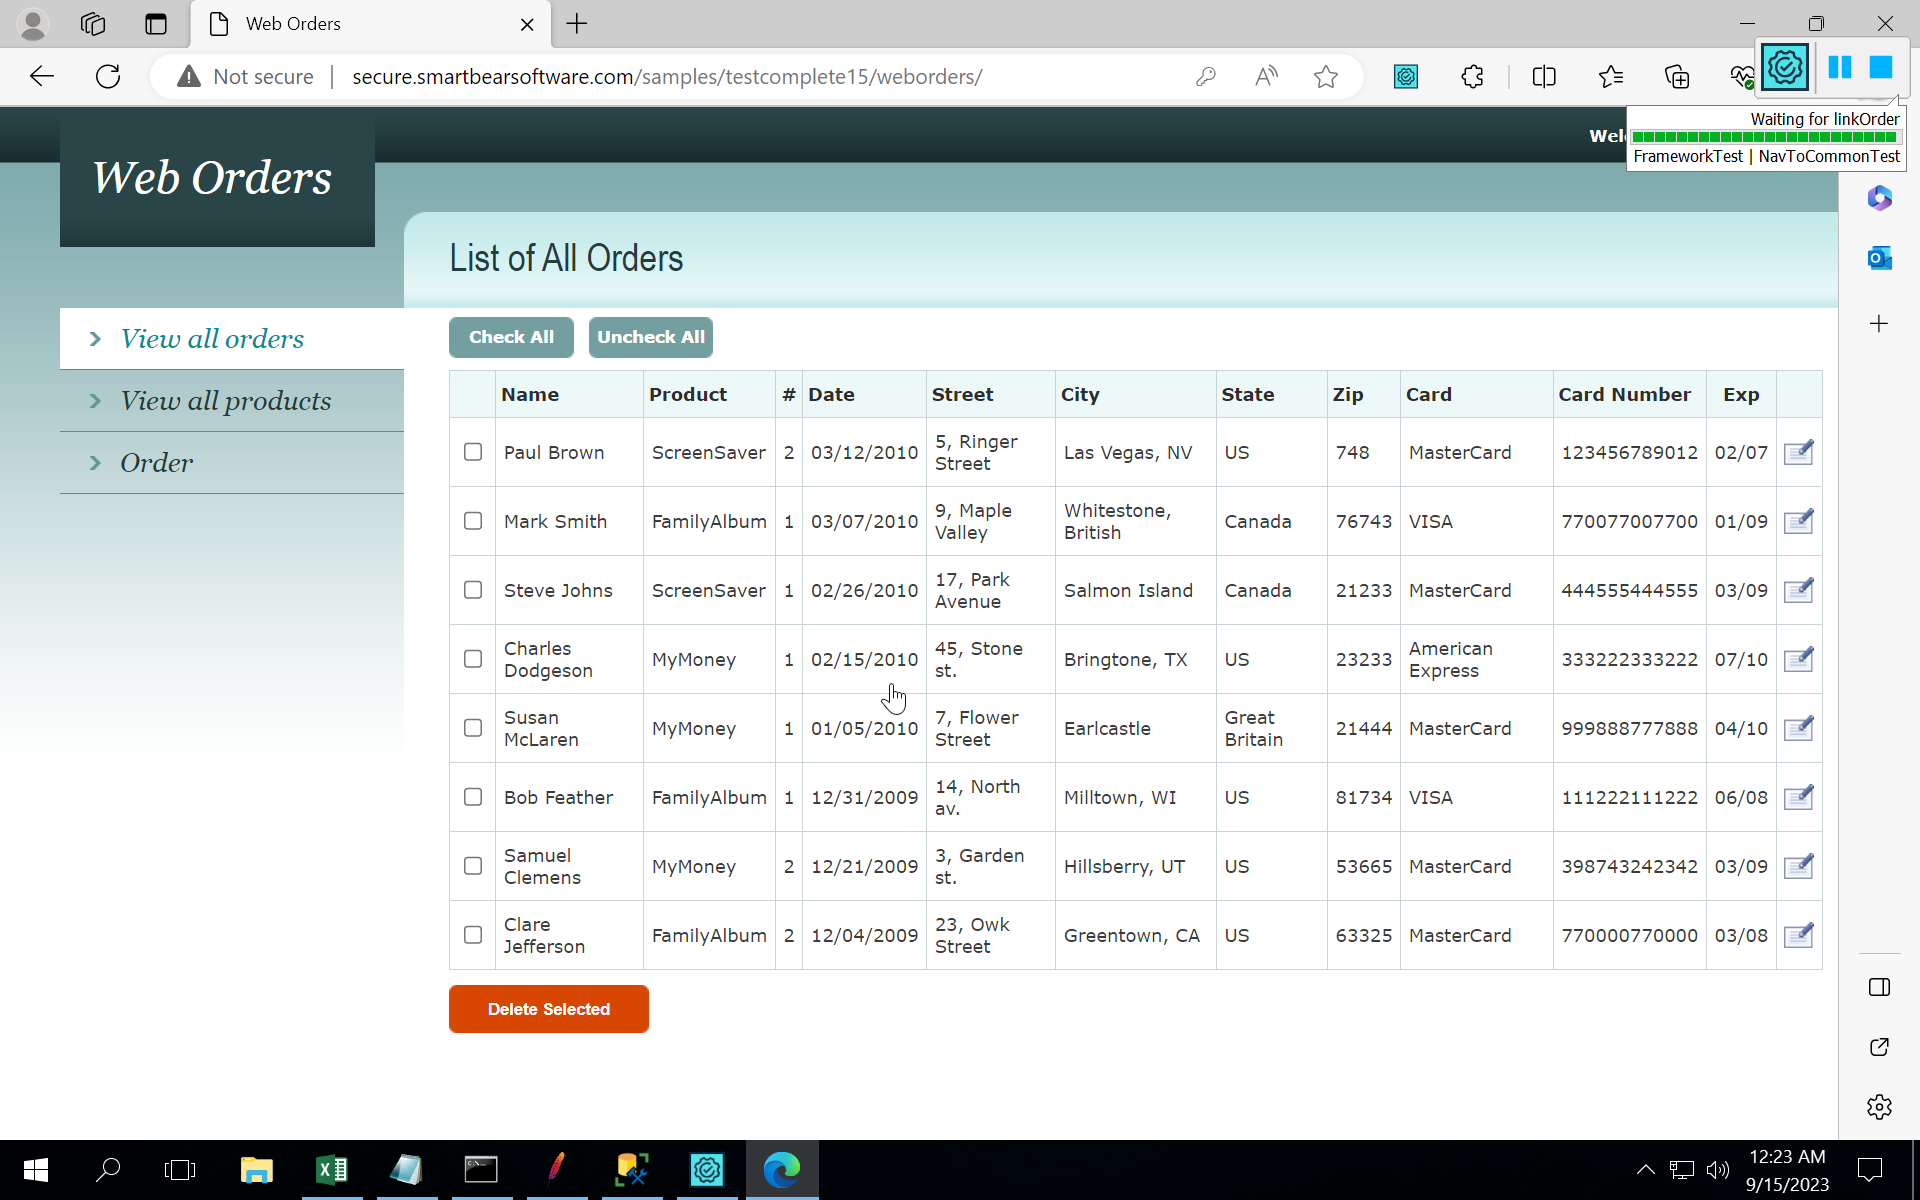 Web Orders
Not secure
secure.smartbearsoftware.com/samples/testcomplete15/weborders/
Waiting for linkOrder
FrameworkTest | NavToCommonTest
Web Orders
List of All Orders
View all orders
View all products
Order
Check All
Uncheck All
Name Product # Date Street City State Zip Card Card Number Exp
Paul Brown ScreenSaver 2 03/12/2010 5, Ringer Street Las Vegas, NV US 748 MasterCard 123456789012 02/07
Mark Smith FamilyAlbum 1 03/07/2010 9, Maple Valley Whitestone, British Canada 76743 VISA 770077007700 01/09
Steve Johns ScreenSaver 1 02/26/2010 17, Park Avenue Salmon Island Canada 21233 MasterCard 444555444555 03/09
Charles Dodgeson MyMoney 1 02/15/2010 45, Stone st. Bringtone, TX US 23233 American Express 333222333222 07/10
Susan McLaren MyMoney 1 01/05/2010 7, Flower Street Earlcastle Great Britain 21444 MasterCard 999888777888 04/10
Bob Feather FamilyAlbum 1 12/31/2009 14, North av. Milltown, WI US 81734 VISA 111222111222 06/08
Samuel Clemens MyMoney 2 12/21/2009 3, Garden st. Hillsberry, UT US 53665 MasterCard 398743242342 03/09
Clare Jefferson FamilyAlbum 2 12/04/2009 23, Owk Street Greentown, CA US 63325 MasterCard 770000770000 03/08
Delete Selected
12:23 AM
9/15/2023